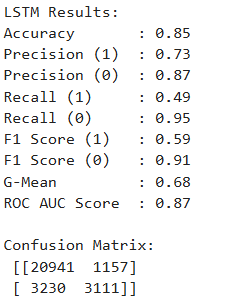 LSTM Results:
Accuracy : 0.85
Precision (1) : 0.73
Precision (0) : 0.87
Recall (1) : 0.49
Recall (0) : 0.95
F1 Score (1) : 0.59
F1 Score (0) : 0.91
G-Mean : 0.68
ROC AUC Score : 0.87
Confusion Matrix:
[[20941 1157]
[ 3230 3111]]